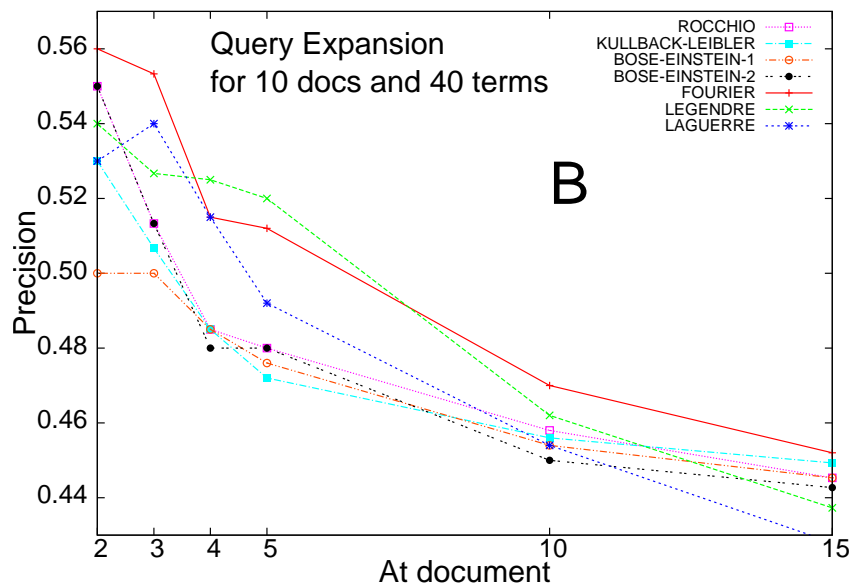 Query Expansion
for 10 docs and 40 terms
ROCCHIO
KULLBACK-LEIBLER
BOSE-EINSTEIN-1
BOSE-EINSTEIN-2
FOURIER
LEGENDRE
LAGUERRE
B
Precision
0.56
0.54
0.52
0.50
0.48
0.46
0.44
2 3 4 5 10 15
At document